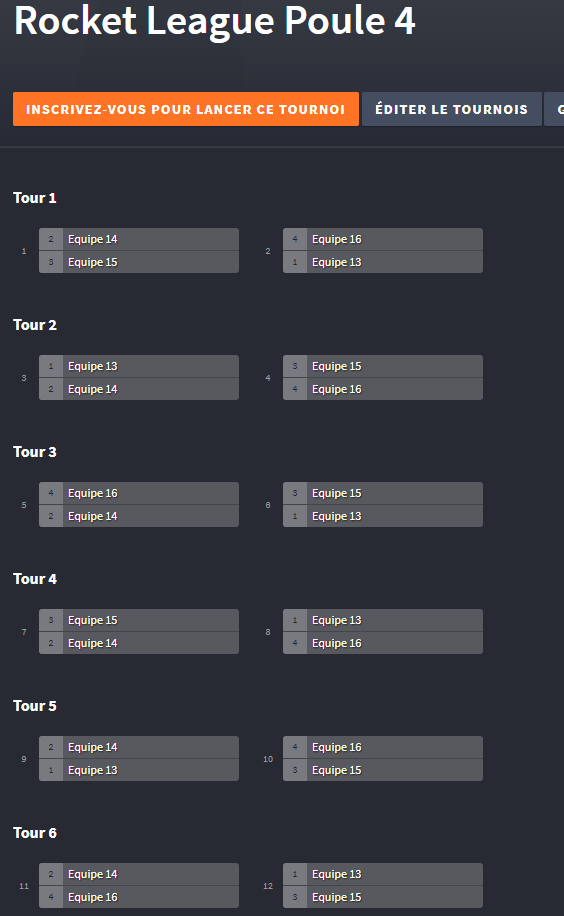 Rocket League Poule 4
INSCRIVEZ-VOUS POUR LANCER CE TOURNOI ÉDITER LE TOURNOIS
Tour 1
1 2 Equipe 14 2 4 Equipe 16
3 Equipe 15 1 Equipe 13
Tour 2
3 1 Equipe 13 4 3 Equipe 15
2 Equipe 14 4 Equipe 16
Tour 3
5 4 Equipe 16 6 3 Equipe 15
2 Equipe 14 1 Equipe 13
Tour 4
7 3 Equipe 15 8 1 Equipe 13
2 Equipe 14 4 Equipe 16
Tour 5
9 2 Equipe 14 10 4 Equipe 16
1 Equipe 13 3 Equipe 15
Tour 6
11 2 Equipe 14 12 1 Equipe 13
4 Equipe 16 3 Equipe 15